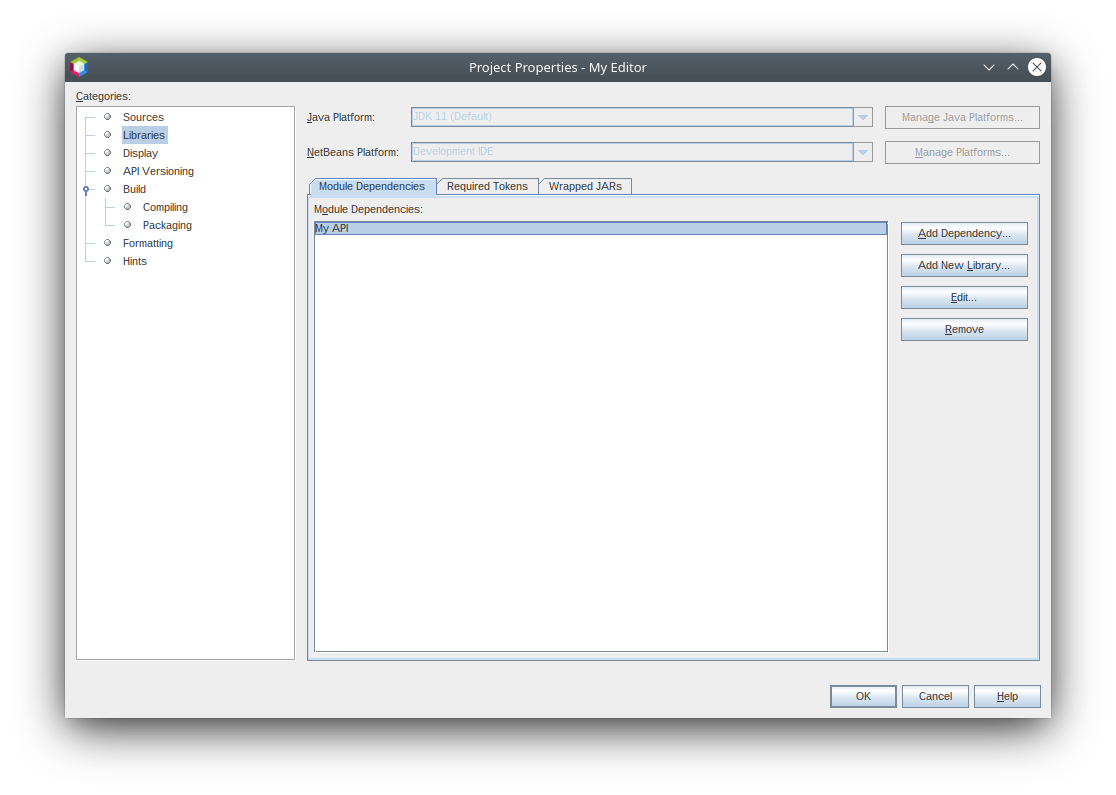 Project Properties - My Editor
Categories:
Sources
Libraries
Display
API Versioning
Build
Compiling
Packaging
Formatting
Hints
Java Platform: JDK 11 (Default) Manage Java Platforms...
NetBeans Platform: Development IDE Manage Platforms...
Module Dependencies Required Tokens Wrapped JARs
Module Dependencies:
My API
Add Dependency...
Add New Library...
Edit...
Remove
OK Cancel Help